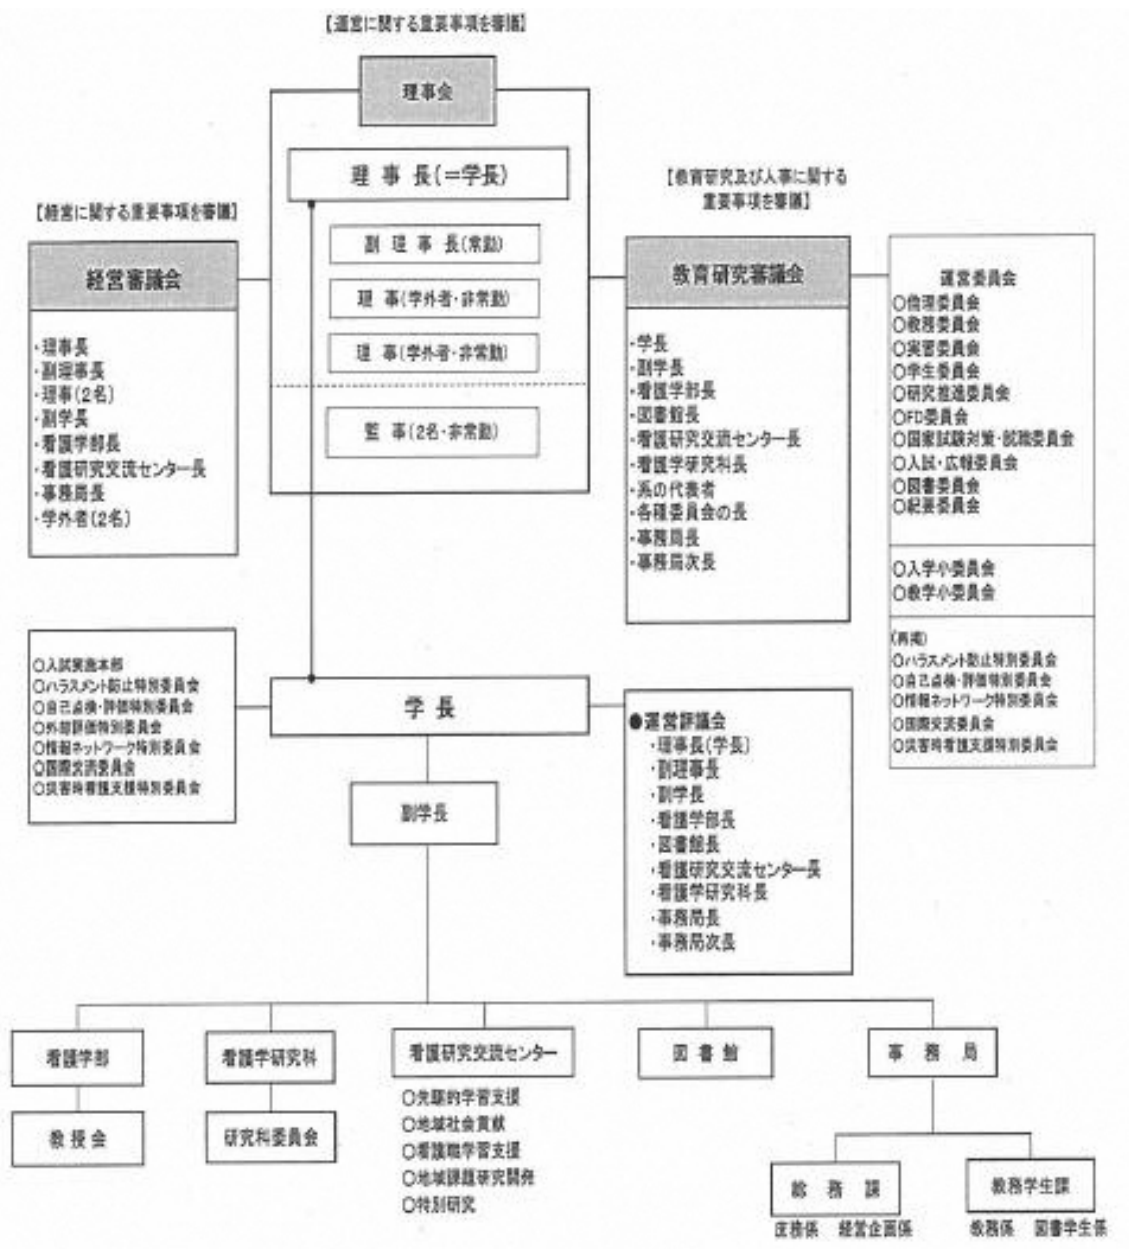 【運営に関する重要事項を審議】
理事会
理事長(＝学長)
副理事長(常勤)
理事(学外者・非常勤)
理事(学外者・非常勤)
監事(2名・非常勤)
【経営に関する重要事項を審議】
経営審議会
・理事長
・副理事長
・理事(2名)
・副学長
・看護学部長
・看護研究交流センター長
・事務局長
・学外者(2名)
【教育研究及び人事に関する
重要事項を審議】
教育研究審議会
・学長
・副学長
・看護学部長
・図書館長
・看護研究交流センター長
・看護学研究科長
・系の代表者
・各種委員会の長
・事務局長
・事務局次長
運営委員会
○倫理委員会
○教務委員会
○実習委員会
○学生委員会
○研究推進委員会
○FD委員会
○国家試験対策・就職委員会
○入試・広報委員会
○図書委員会
○紀要委員会
○入学小委員会
○教学小委員会
(再掲)
○ハラスメント防止特別委員会
○自己点検・評価特別委員会
○情報ネットワーク特別委員会
○国際交流委員会
○災害時看護支援特別委員会
○入試実施本部
○ハラスメント防止特別委員会
○自己点検・評価特別委員会
○外部評価特別委員会
○情報ネットワーク特別委員会
○国際交流委員会
○災害時看護支援特別委員会
学長
副学長
●運営評議会
・理事長(学長)
・副理事長
・副学長
・看護学部長
・図書館長
・看護研究交流センター長
・看護学研究科長
・事務局長
・事務局次長
看護学部
教授会
看護学研究科
研究科委員会
看護研究交流センター
○先駆的学習支援
○地域社会貢献
○看護職学習支援
○地域課題研究開発
○特別研究
図書館
事務局
総務課
庶務係 経営企画係
教務学生課
教務係 図書学生係